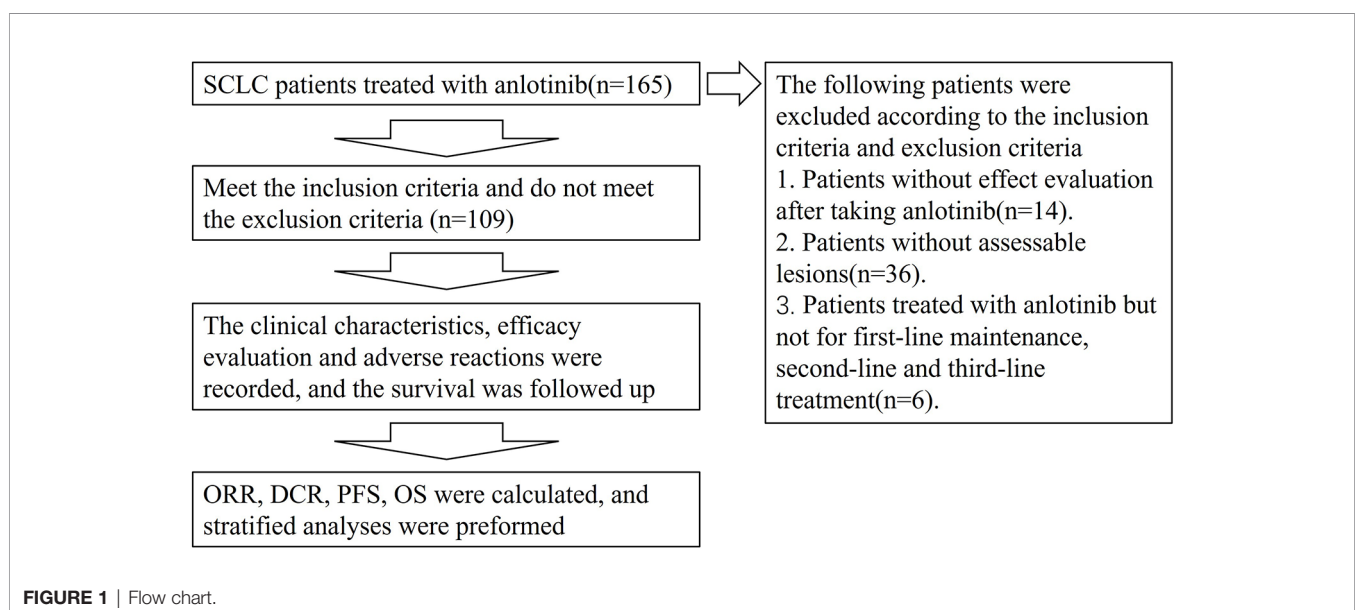 SCLC patients treated with anlotinib(n=165)
Meet the inclusion criteria and do not meet
the exclusion criteria (n=109)
The clinical characteristics, efficacy
evaluation and adverse reactions were
recorded, and the survival was followed up
ORR, DCR, PFS, OS were calculated, and
stratified analyses were preformed
The following patients were
excluded according to the inclusion
criteria and exclusion criteria
1. Patients without effect evaluation
after taking anlotinib(n=14).
2. Patients without assessable
lesions(n=36).
3. Patients treated with anlotinib but
not for first-line maintenance,
second-line and third-line
treatment(n=6).
FIGURE 1 | Flow chart.